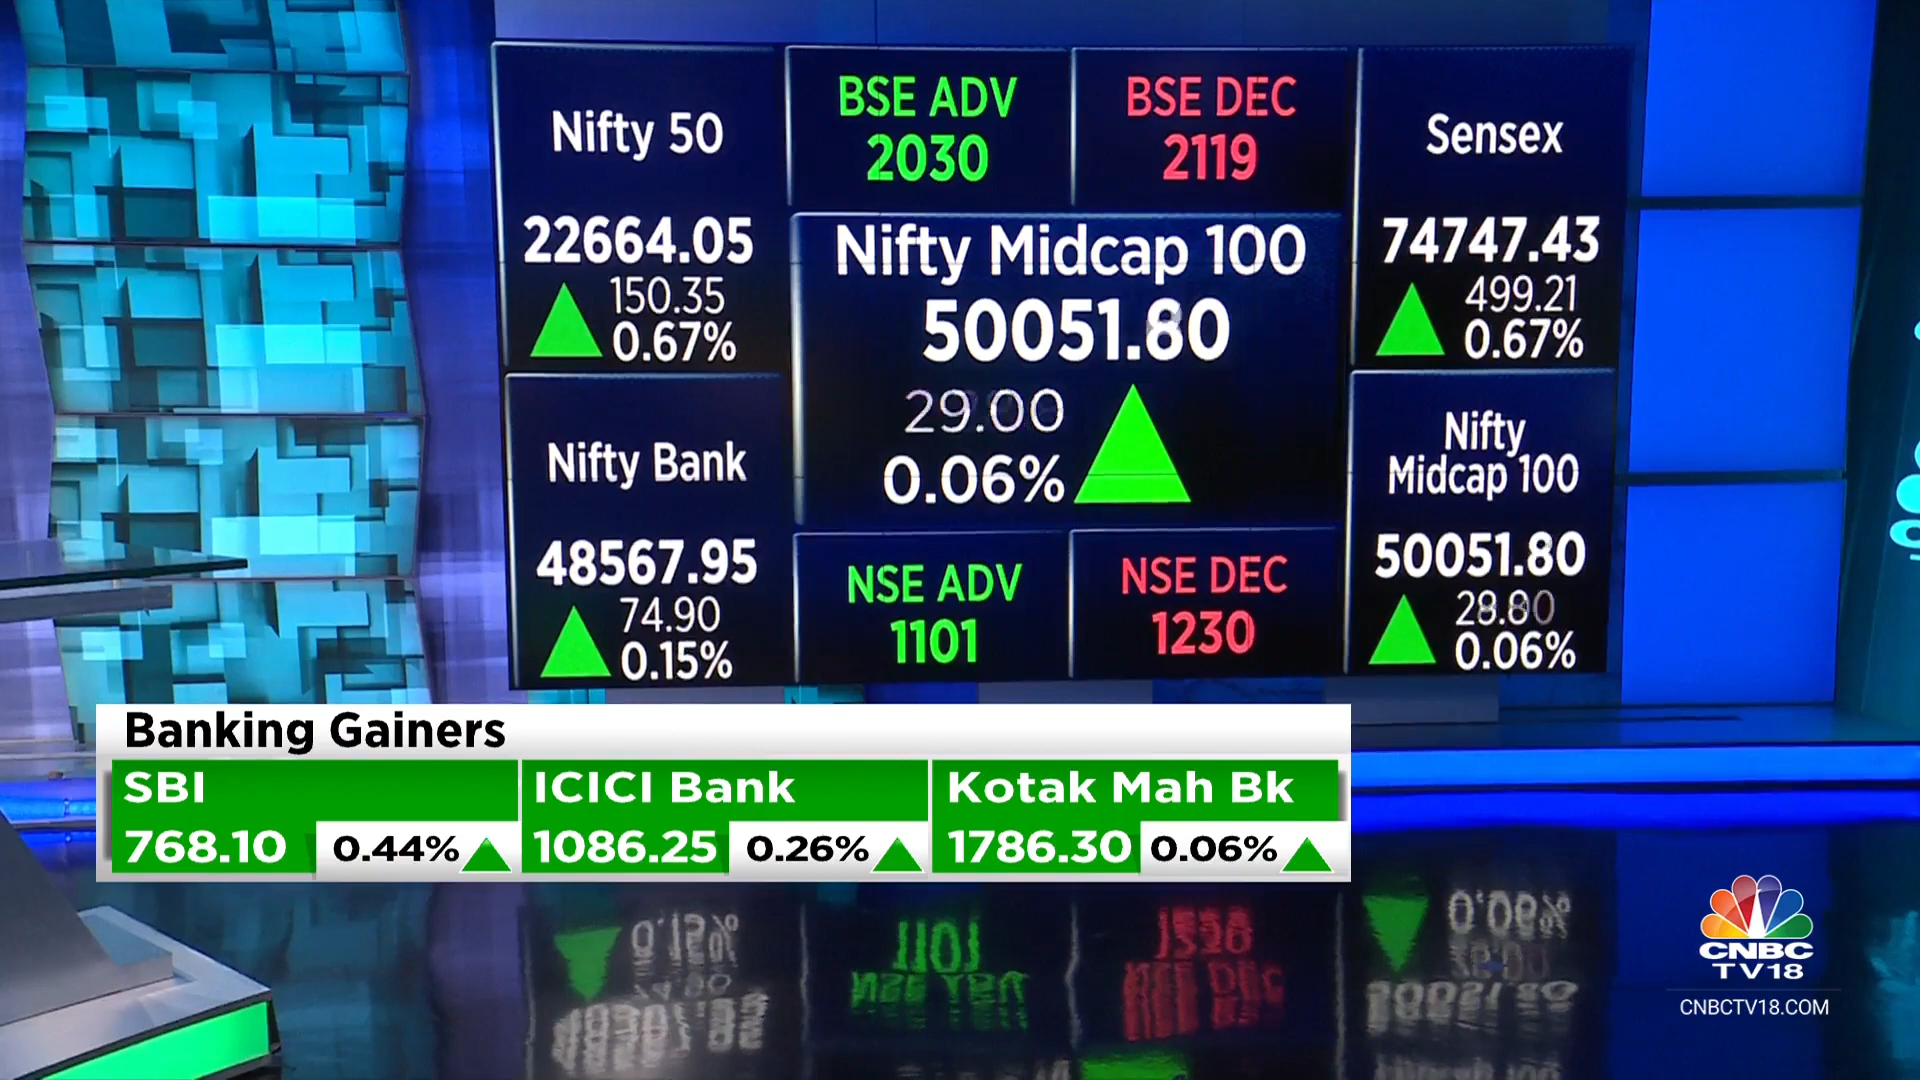 Nifty 50
22664.05
150.35
0.67%
BSE ADV
2030
BSE DEC
2119
Sensex
74747.43
499.21
0.67%
Nifty Midcap 100
50051.80
29.00
0.06%
Nifty Bank
48567.95
74.90
0.15%
NSE ADV
1101
NSE DEC
1230
Nifty
Midcap 100
50051.80
0.06%
Banking Gainers
SBI
768.10 0.44%
ICICI Bank
1086.25 0.26%
Kotak Mah Bk
1786.30 0.06%
CNBC
TV18
CNBCTV18.COM